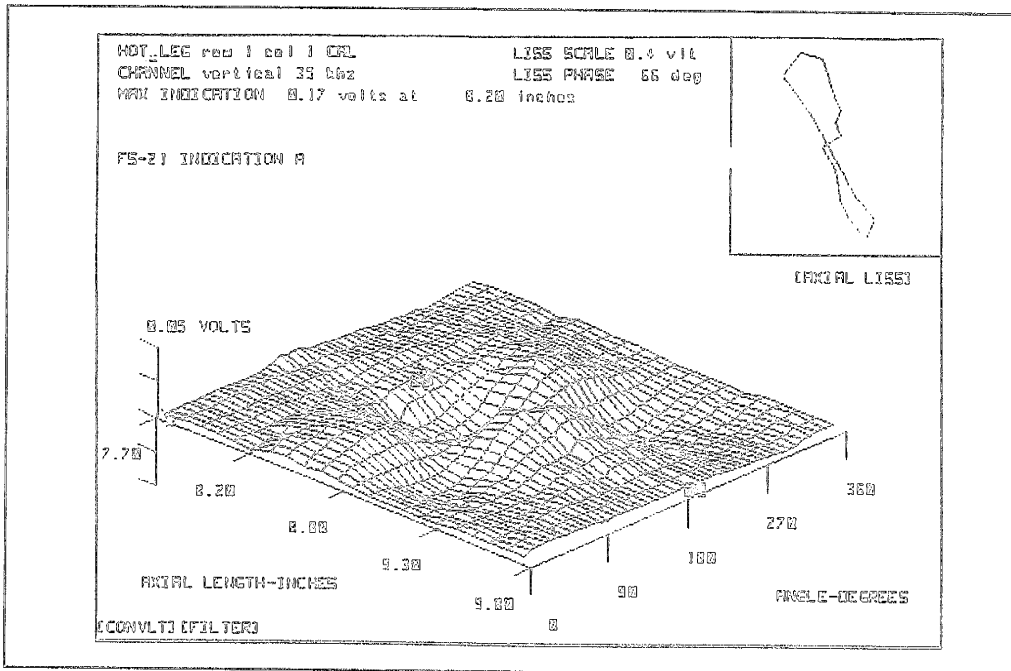 HOT_LEG row 1 col 1 CAL
LISS SCALE 0.4 vlt
CHANNEL vertical 35 khz
LISS PHASE 66 deg
MAX INDICATION 0.17 volts at 8.20 inches
FS-21 INDICATION A
[AXIAL LISS]
0.05 VOLTS
7.70
8.20
8.80
9.30
9.80
0
90
180
270
360
AXIAL LENGTH-INCHES
ANGLE-DEGREES
[CONVLT] [FILTER]